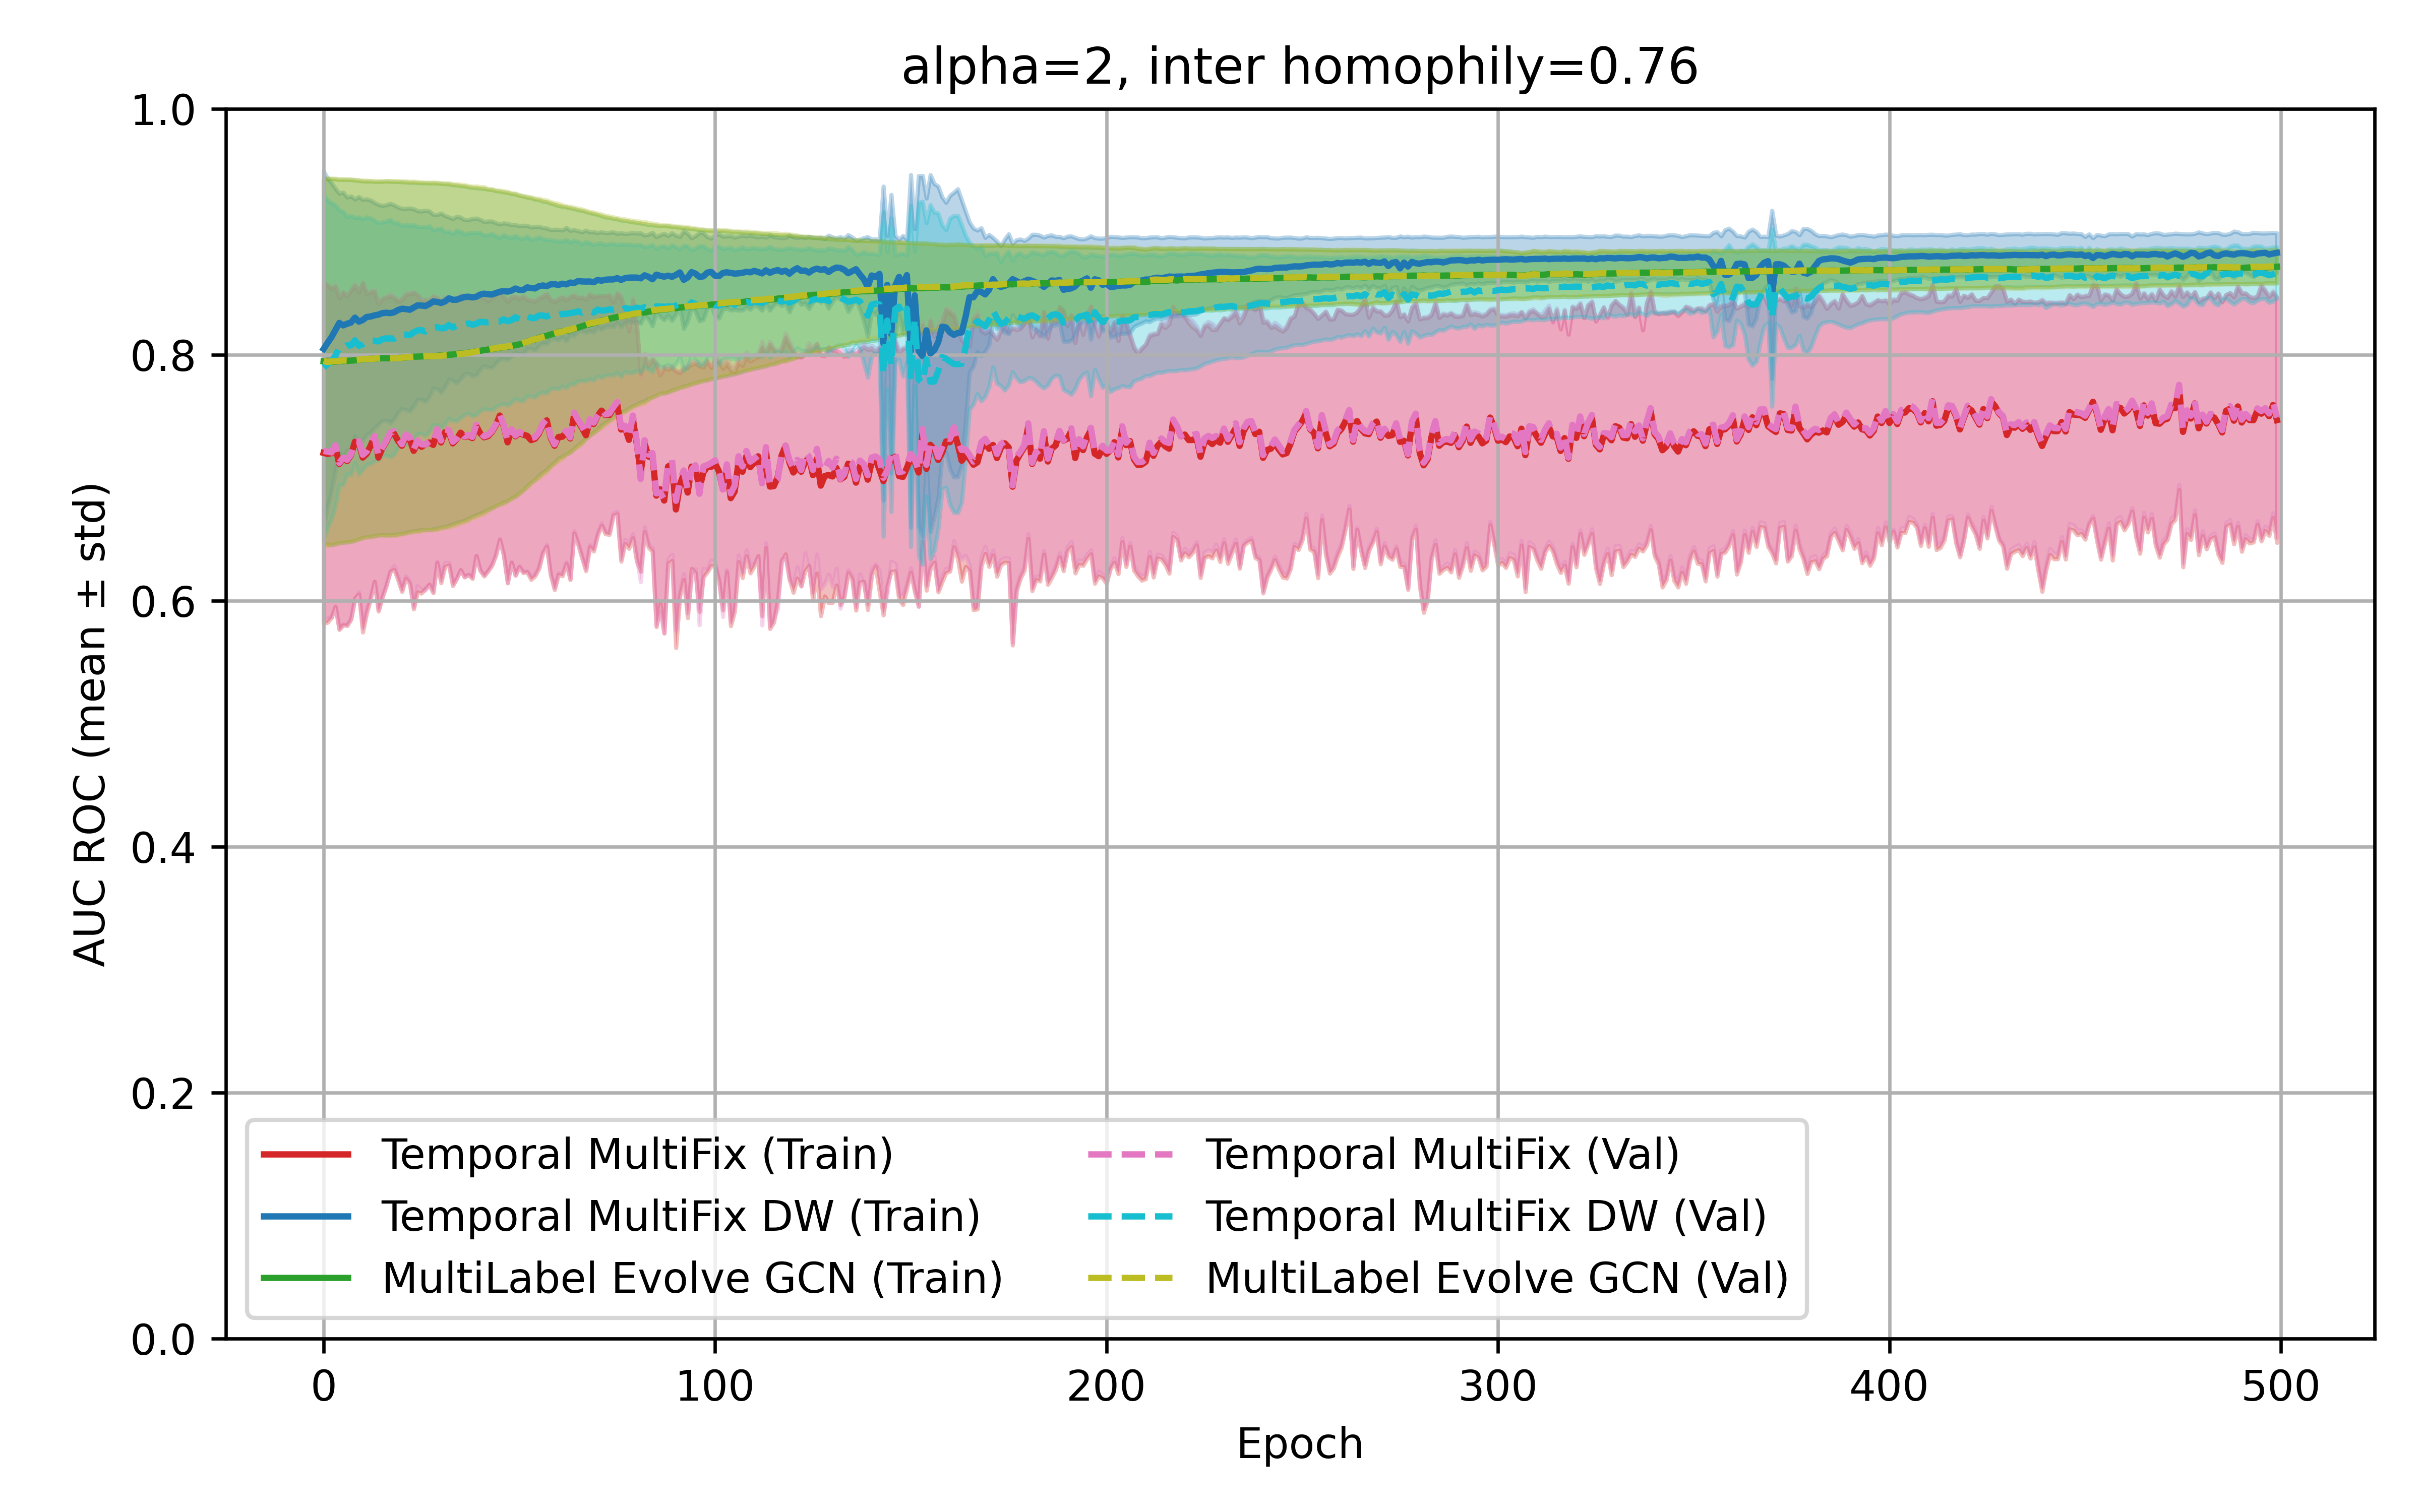 alpha=2, inter homophily=0.76
AUC ROC (mean ± std)
1.0
0.8
0.6
0.4
0.2
0.0
Temporal MultiFix (Train)
Temporal MultiFix DW (Train)
MultiLabel Evolve GCN (Train)
Temporal MultiFix (Val)
Temporal MultiFix DW (Val)
MultiLabel Evolve GCN (Val)
0 100 200 300 400 500
Epoch